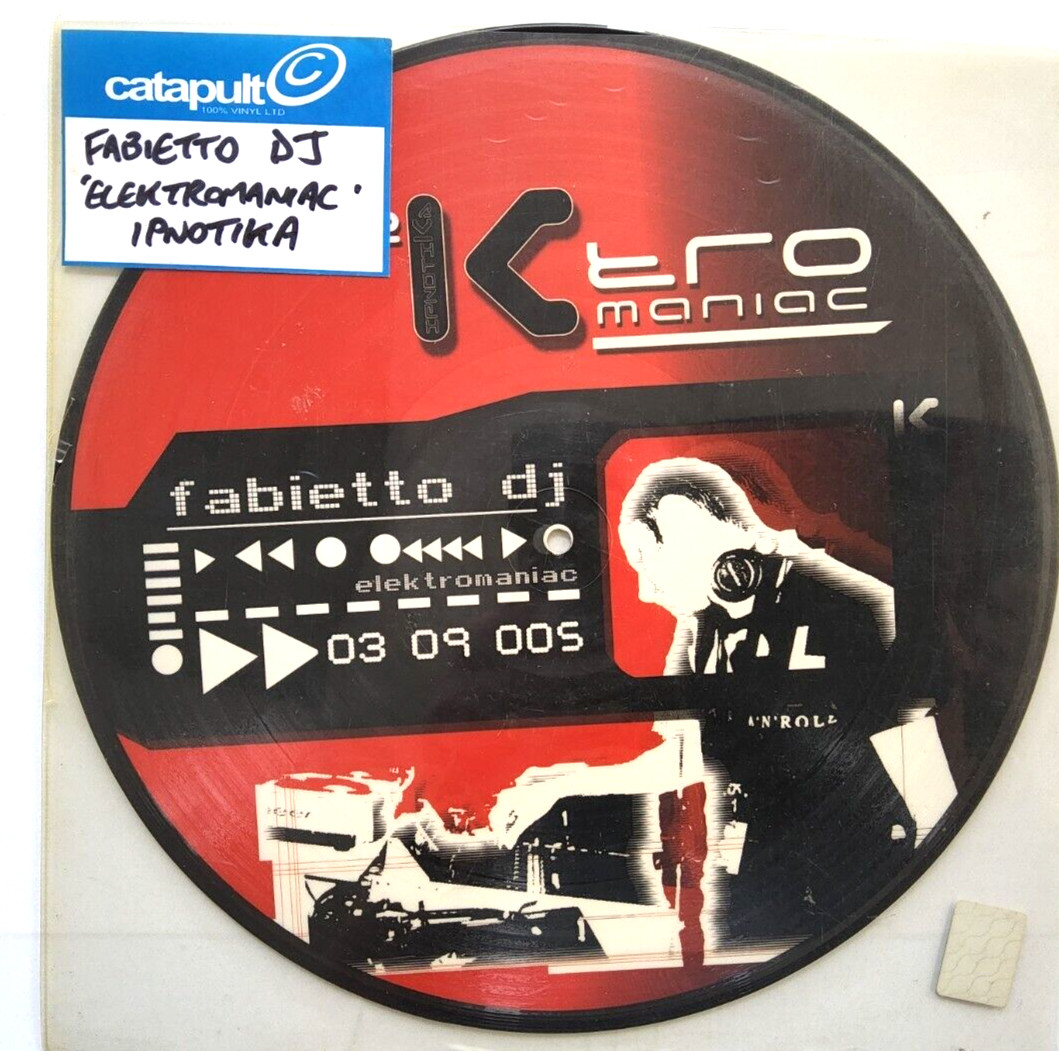 catapult C
100% VINYL LTD
FABIETTO DJ
'ELEKTROMANIAC'
IPNOTIKA
IPNOTIKA
K tro
maniac
K
fabietto dj
elektromaniac
03 09 005
'N'ROLL